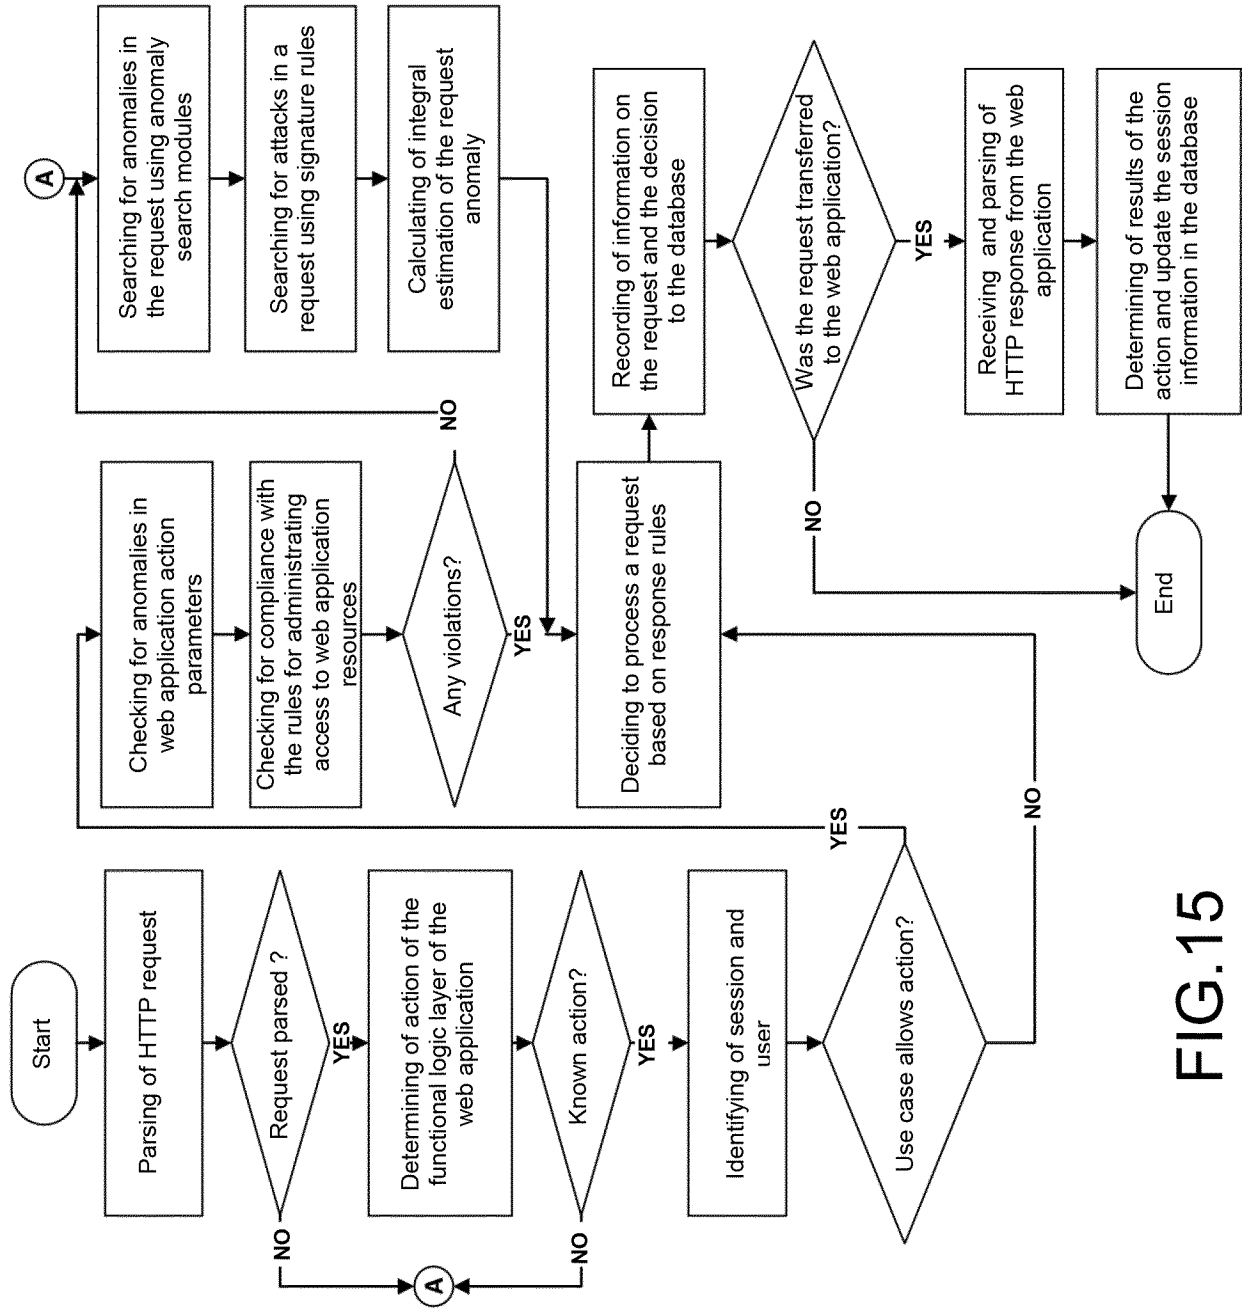 Start
Parsing of HTTP request
Request parsed ?
NO
YES
Determining of action of the
functional logic layer of the
web application
Known action?
NO
A
YES
Identifying of session and
user
Use case allows action?
YES
NO
Checking for anomalies in
web application action
parameters
Checking for compliance with
the rules for administrating
access to web application
resources
Any violations?
NO
YES
Deciding to process a request
based on response rules
A
Searching for anomalies in
the request using anomaly
search modules
Searching for attacks in a
request using signature rules
Calculating of integral
estimation of the request
anomaly
Recording of information on
the request and the decision
to the database
Was the request transferred
to the web application?
NO
YES
Receiving and parsing of
HTTP response from the web
application
Determining of results of the
action and update the session
information in the database
End
FIG.15